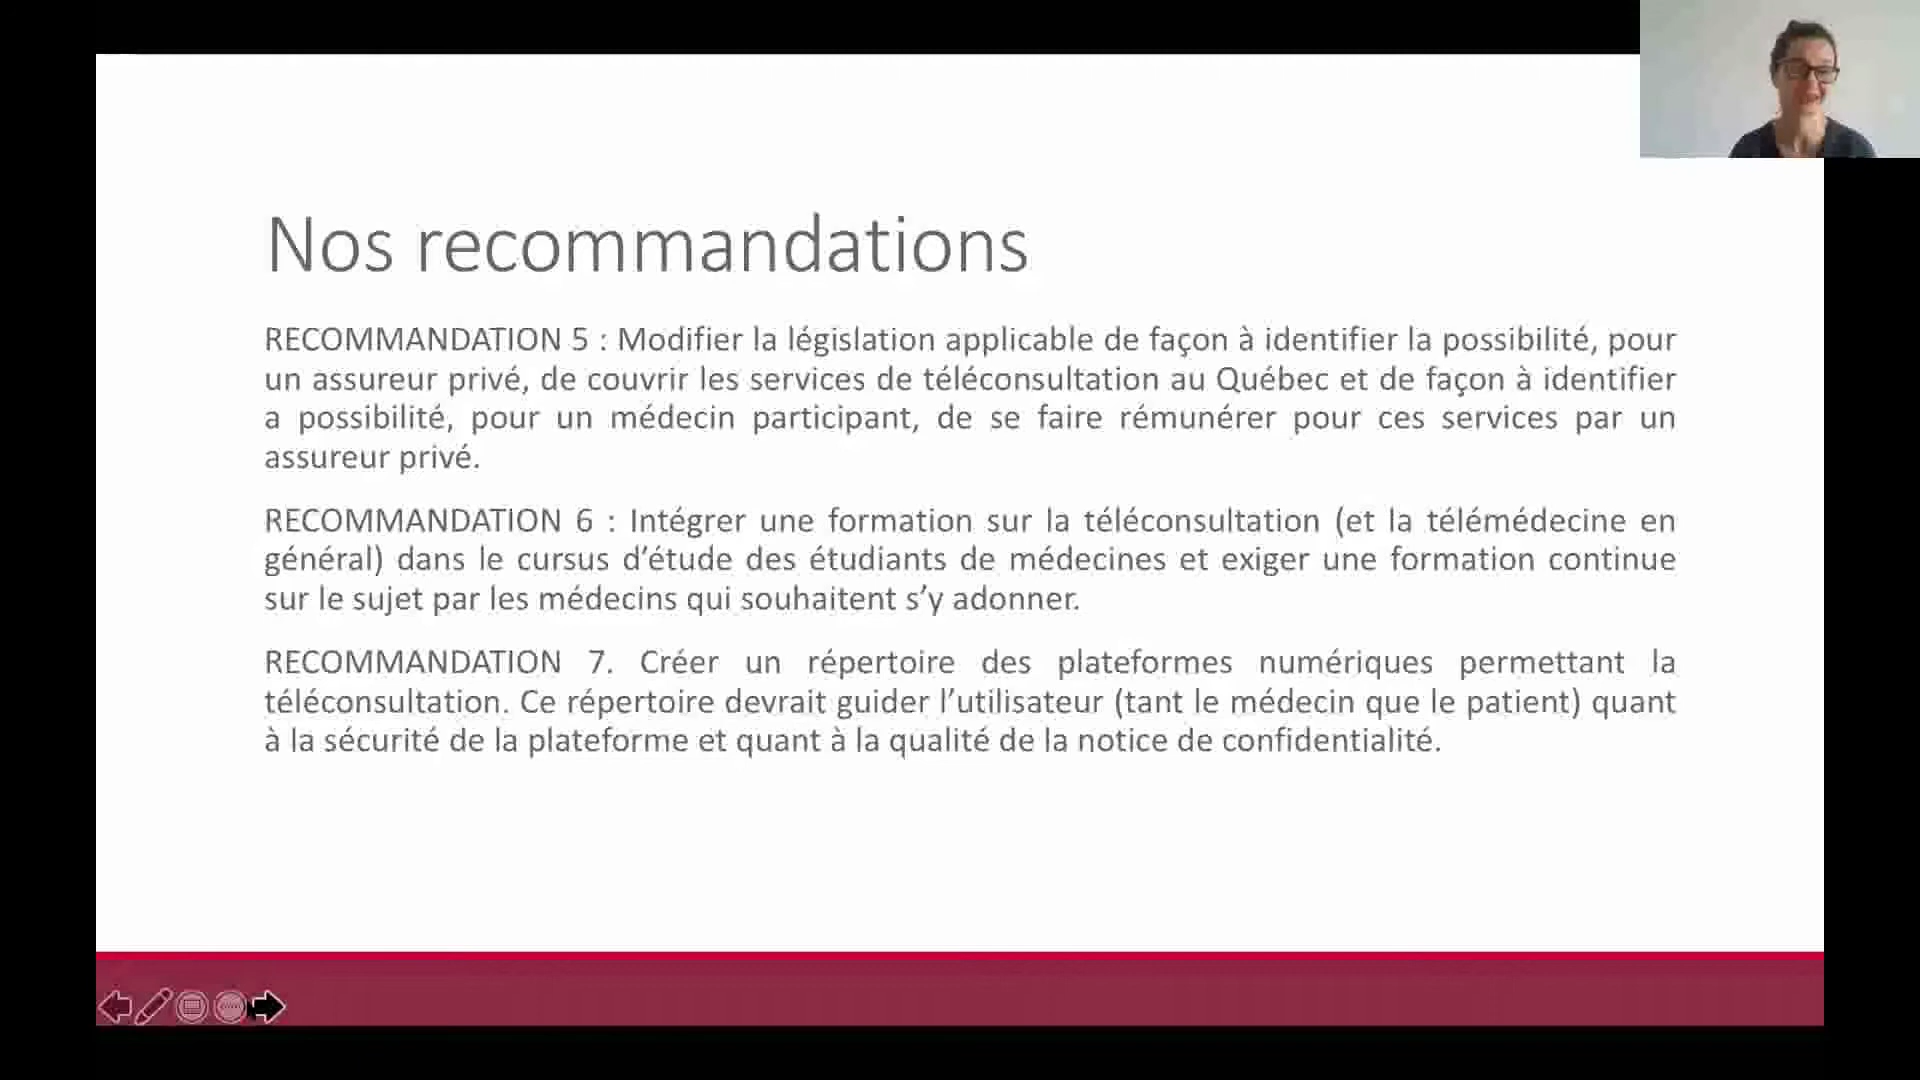 Nos recommandations
RECOMMANDATION 5 : Modifier la législation applicable de façon à identifier la possibilité, pour
un assureur privé, de couvrir les services de téléconsultation au Québec et de façon à identifier
a possibilité, pour un médecin participant, de se faire rémunérer pour ces services par un
assureur privé.
RECOMMANDATION 6 : Intégrer une formation sur la téléconsultation (et la télémédecine en
général) dans le cursus d’étude des étudiants de médecines et exiger une formation continue
sur le sujet par les médecins qui souhaitent s’y adonner.
RECOMMANDATION 7. Créer un répertoire des plateformes numériques permettant la
téléconsultation. Ce répertoire devrait guider l’utilisateur (tant le médecin que le patient) quant
à la sécurité de la plateforme et quant à la qualité de la notice de confidentialité.